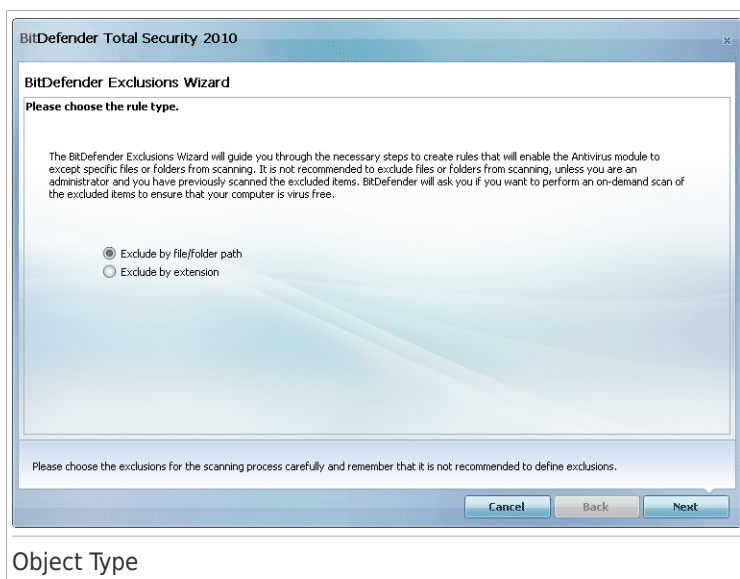 BitDefender Total Security 2010
x
BitDefender Exclusions Wizard
Please choose the rule type.
The BitDefender Exclusions Wizard will guide you through the necessary steps to create rules that will enable the Antivirus module to
except specific files or folders from scanning. It is not recommended to exclude files or folders from scanning, unless you are an
administrator and you have previously scanned the excluded items. BitDefender will ask you if you want to perform an on-demand scan of
the excluded items to ensure that your computer is virus free.
Exclude by file/folder path
Exclude by extension
Please choose the exclusions for the scanning process carefully and remember that it is not recommended to define exclusions.
Cancel Back Next
Object Type